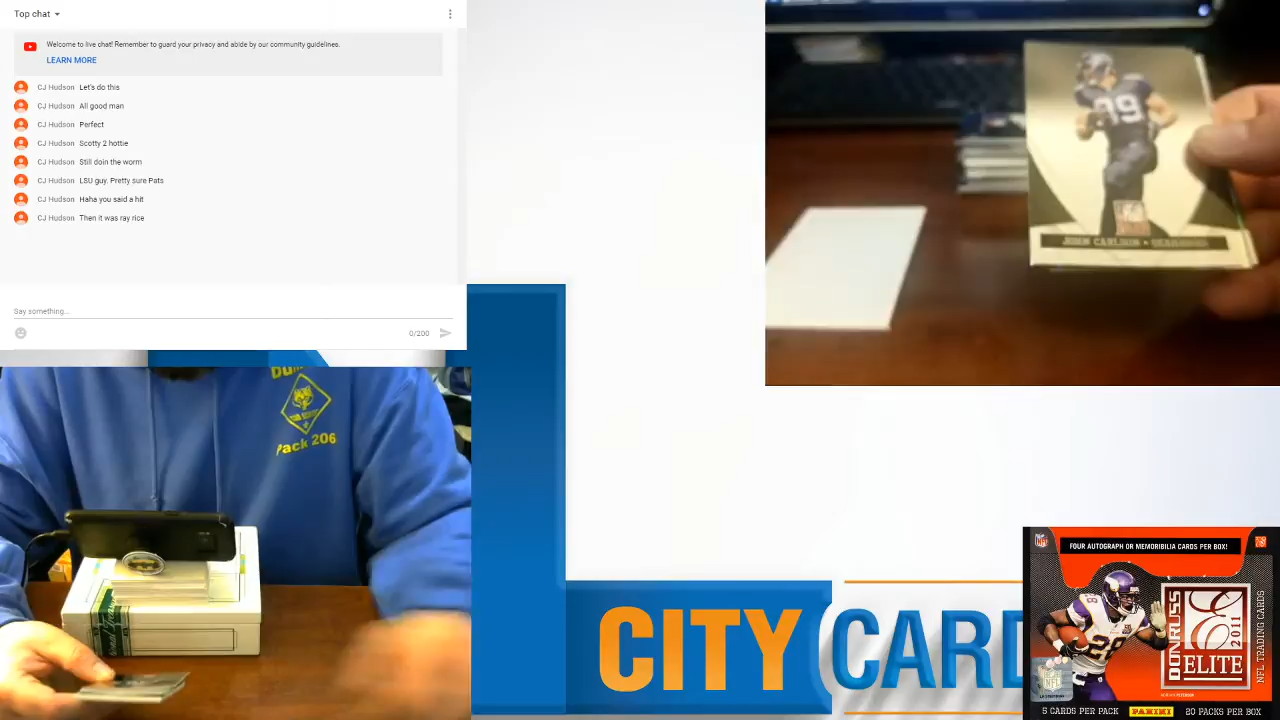 Top chat
Welcome to live chat! Remember to guard your privacy and abide by our community guidelines.
LEARN MORE
CJ Hudson Let's do this
CJ Hudson All good man
CJ Hudson Perfect
CJ Hudson Scotty 2 hottie
CJ Hudson Still doin the worm
CJ Hudson LSU guy. Pretty sure Pats
CJ Hudson Haha you said a hit
CJ Hudson Then it was ray rice
Say something...
0/200
89
JOHN CARLSON • SEAHAWKS
Pack 206
CITY CARD
NFL
FOUR AUTOGRAPH OR MEMORIBILIA CARDS PER BOX!
28
DONRUSS
E
2011
ELITE
NFL TRADING CARDS
5 CARDS PER PACK
PANINI
20 PACKS PER BOX